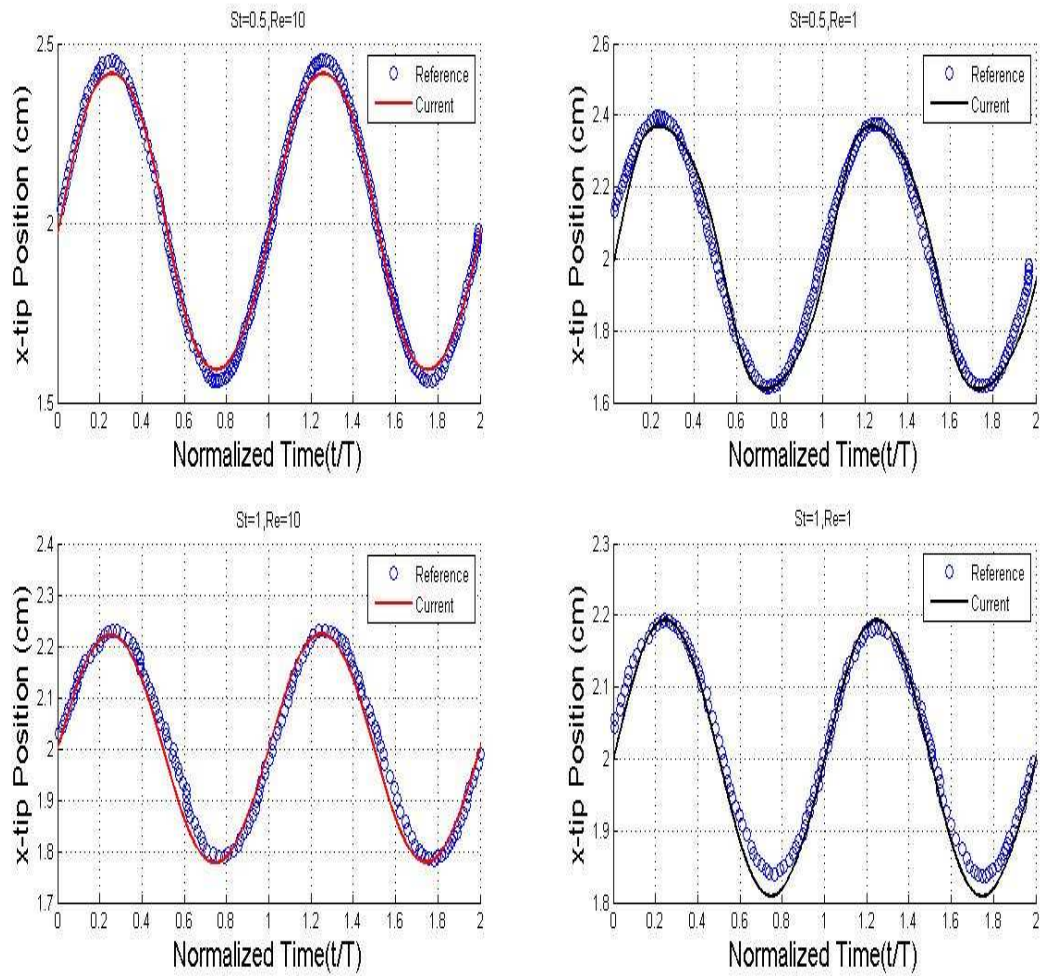 St=0.5,Re=10
2.5
2
1.5
x-tip Position (cm)
Reference
Current
0 0.2 0.4 0.6 0.8 1 1.2 1.4 1.6 1.8 2
Normalized Time(t/T)
St=0.5,Re=1
2.6
2.4
2.2
2
1.8
1.6
x-tip Position (cm)
Reference
Current
0.2 0.4 0.6 0.8 1 1.2 1.4 1.6 1.8 2
Normalized Time(t/T)
St=1,Re=10
2.4
2.3
2.2
2.1
2
1.9
1.8
1.7
x-tip Position (cm)
Reference
Current
0 0.2 0.4 0.6 0.8 1 1.2 1.4 1.6 1.8 2
Normalized Time(t/T)
St=1,Re=1
2.3
2.2
2.1
2
1.9
1.8
x-tip Position (cm)
Reference
Current
0 0.2 0.4 0.6 0.8 1 1.2 1.4 1.6 1.8 2
Normalized Time(t/T)